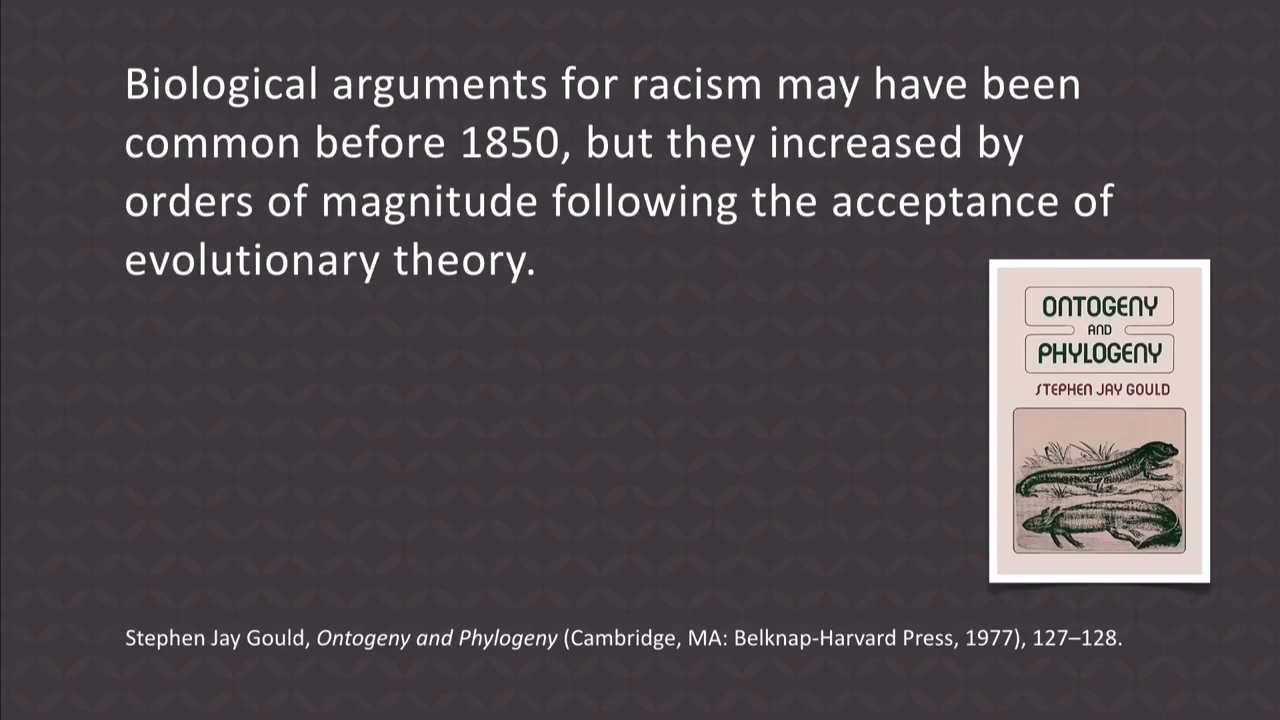 Biological arguments for racism may have been
common before 1850, but they increased by
orders of magnitude following the acceptance of
evolutionary theory.
ONTOGENY
AND
PHYLOGENY
STEPHEN JAY GOULD
Stephen Jay Gould, Ontogeny and Phylogeny (Cambridge, MA: Belknap-Harvard Press, 1977), 127–128.